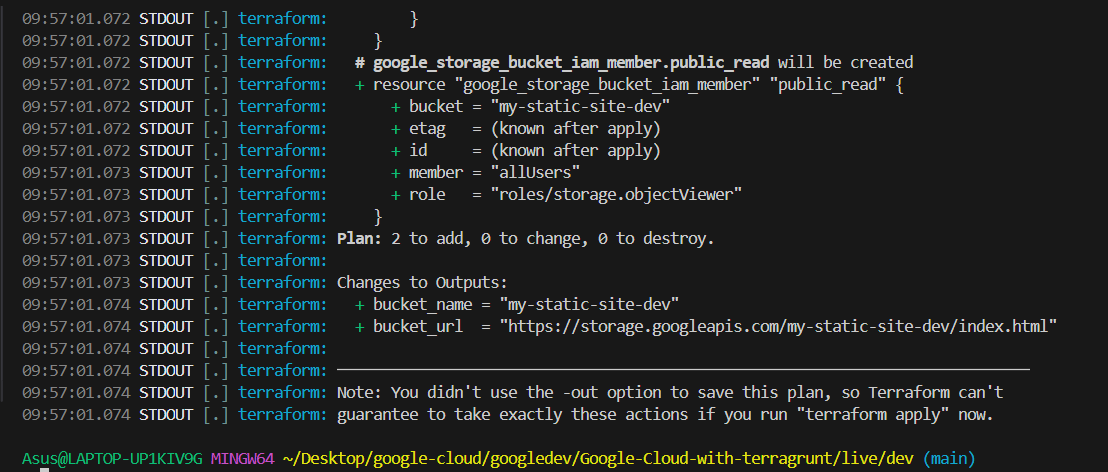 09:57:01.072 STDOUT [.] terraform:         }
09:57:01.072 STDOUT [.] terraform:     }
09:57:01.072 STDOUT [.] terraform:   # google_storage_bucket_iam_member.public_read will be created
09:57:01.072 STDOUT [.] terraform:   + resource "google_storage_bucket_iam_member" "public_read" {
09:57:01.072 STDOUT [.] terraform:       + bucket = "my-static-site-dev"
09:57:01.072 STDOUT [.] terraform:       + etag   = (known after apply)
09:57:01.072 STDOUT [.] terraform:       + id     = (known after apply)
09:57:01.073 STDOUT [.] terraform:       + member = "allUsers"
09:57:01.073 STDOUT [.] terraform:       + role   = "roles/storage.objectViewer"
09:57:01.073 STDOUT [.] terraform:     }
09:57:01.073 STDOUT [.] terraform: Plan: 2 to add, 0 to change, 0 to destroy.
09:57:01.073 STDOUT [.] terraform:
09:57:01.073 STDOUT [.] terraform: Changes to Outputs:
09:57:01.074 STDOUT [.] terraform:   + bucket_name = "my-static-site-dev"
09:57:01.074 STDOUT [.] terraform:   + bucket_url  = "https://storage.googleapis.com/my-static-site-dev/index.html"
09:57:01.074 STDOUT [.] terraform:
09:57:01.074 STDOUT [.] terraform: ─────────────────────────────────────────────────────────────────────────────
09:57:01.074 STDOUT [.] terraform: Note: You didn't use the -out option to save this plan, so Terraform can't
09:57:01.074 STDOUT [.] terraform: guarantee to take exactly these actions if you run "terraform apply" now.
Asus@LAPTOP-UP1KIV9G MINGW64 ~/Desktop/google-cloud/googledev/Google-Cloud-with-terragrunt/live/dev (main)